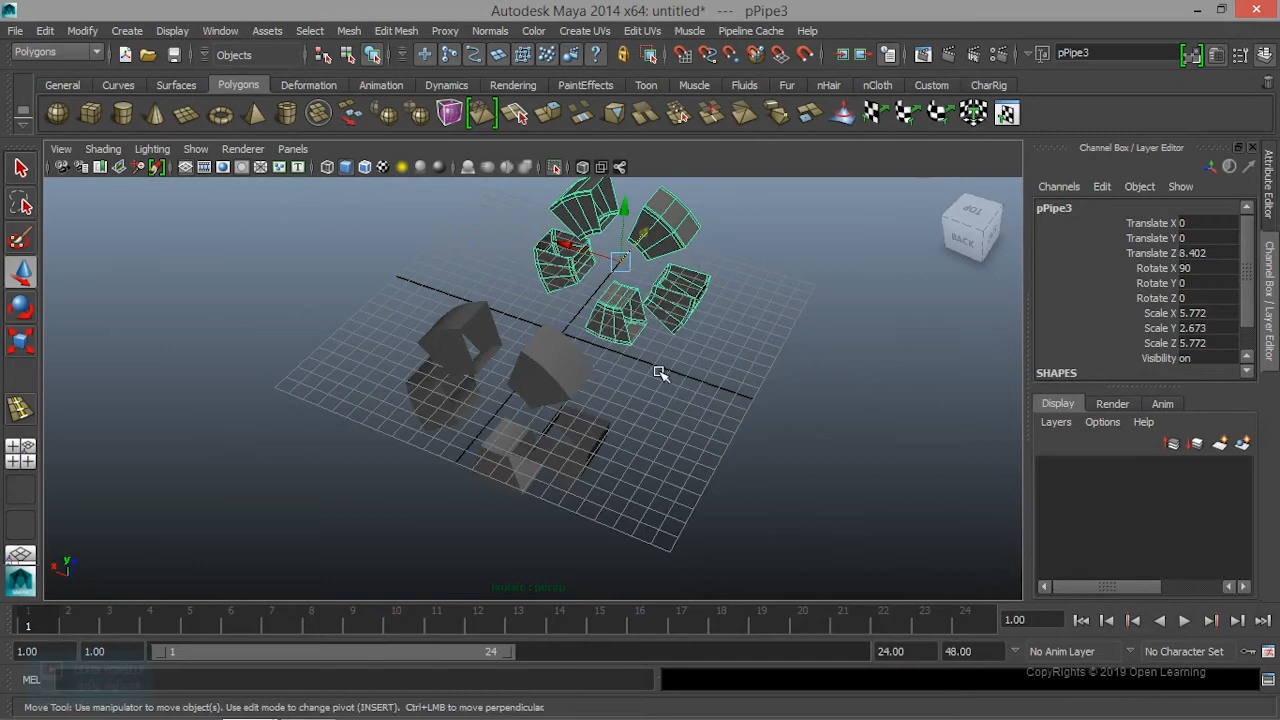 Autodesk Maya 2014 x64: untitled* --- pPipe3
File Edit Modify Create Display Window Assets Select Mesh Edit Mesh Proxy Normals Color Create UVs Edit UVs Muscle Pipeline Cache Help
Polygons Objects pPipe3
General Curves Surfaces Polygons Deformation Animation Dynamics Rendering PaintEffects Toon Muscle Fluids Fur nHair nCloth Custom CharRig
View Shading Lighting Show Renderer Panels
Channel Box / Layer Editor
Channels Edit Object Show
pPipe3
Translate X 0
Translate Y 0
Translate Z 8.402
Rotate X 90
Rotate Y 0
Rotate Z 0
Scale X 5.772
Scale Y 2.673
Scale Z 5.772
Visibility on
SHAPES
Display Render Anim
Layers Options Help
Attribute Editor
Channel Box / Layer Editor
TOP
BACK
y
x
Isolate : persp
1 2 3 4 5 6 7 8 9 10 11 12 13 14 15 16 17 18 19 20 21 22 23 24
1
1.00
1.00 1.00 1 24 24.00 48.00 No Anim Layer No Character Set
MEL
CopyRights © 2019 Open Learning
Move Tool: Use manipulator to move object(s). Use edit mode to change pivot (INSERT). Ctrl+LMB to move perpendicular.